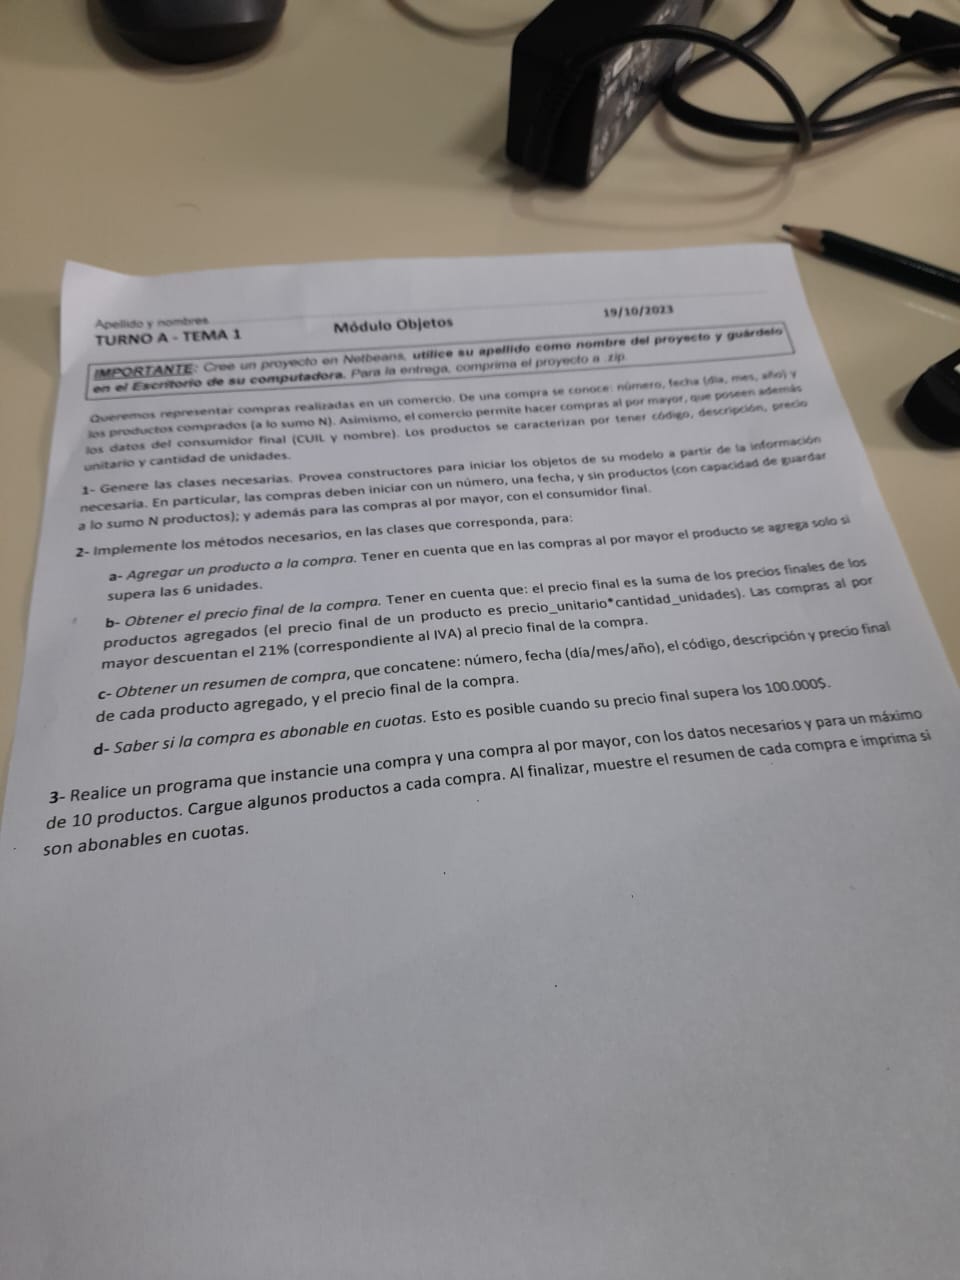 Apellido y nombres
TURNO A - TEMA 1 Módulo Objetos 19/10/2023
IMPORTANTE: Cree un proyecto en Netbeans, utilice su apellido como nombre del proyecto y guárdelo
en el Escritorio de su computadora. Para la entrega, comprima el proyecto a .zip.
Queremos representar compras realizadas en un comercio. De una compra se conoce: número, fecha (día, mes, año) y
los productos comprados (a lo sumo N). Asimismo, el comercio permite hacer compras al por mayor, que poseen además
los datos del consumidor final (CUIL y nombre). Los productos se caracterizan por tener código, descripción, precio
unitario y cantidad de unidades.
1- Genere las clases necesarias. Provea constructores para iniciar los objetos de su modelo a partir de la información
necesaria. En particular, las compras deben iniciar con un número, una fecha, y sin productos (con capacidad de guardar
a lo sumo N productos); y además para las compras al por mayor, con el consumidor final.
2- Implemente los métodos necesarios, en las clases que corresponda, para:
a- Agregar un producto a la compra. Tener en cuenta que en las compras al por mayor el producto se agrega solo si
supera las 6 unidades.
b- Obtener el precio final de la compra. Tener en cuenta que: el precio final es la suma de los precios finales de los
productos agregados (el precio final de un producto es precio_unitario*cantidad_unidades). Las compras al por
mayor descuentan el 21% (correspondiente al IVA) al precio final de la compra.
c- Obtener un resumen de compra, que concatene: número, fecha (día/mes/año), el código, descripción y precio final
de cada producto agregado, y el precio final de la compra.
d- Saber si la compra es abonable en cuotas. Esto es posible cuando su precio final supera los 100.000$.
3- Realice un programa que instancie una compra y una compra al por mayor, con los datos necesarios y para un máximo
de 10 productos. Cargue algunos productos a cada compra. Al finalizar, muestre el resumen de cada compra e imprima si
son abonables en cuotas.